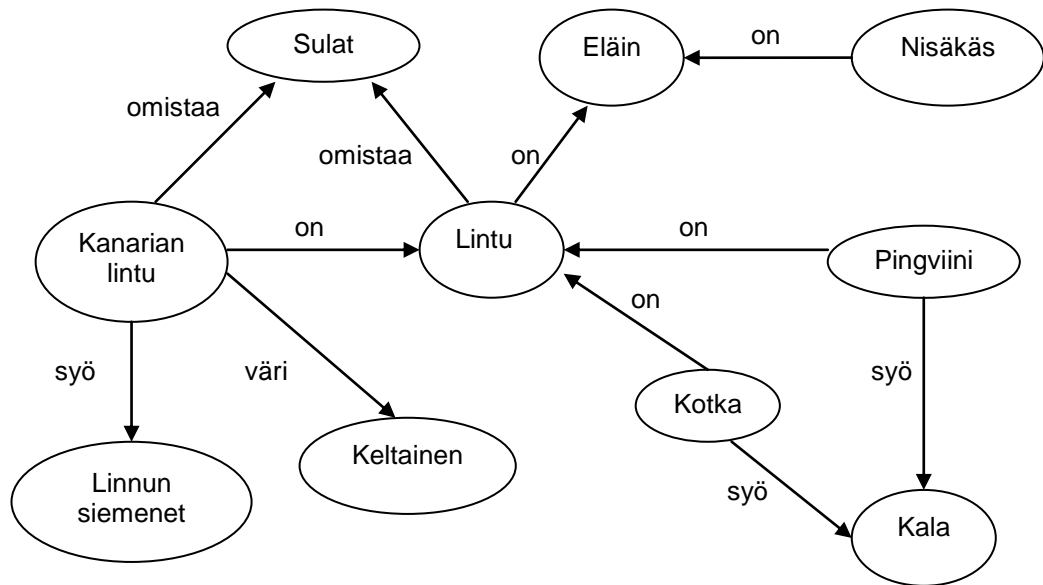 Sulat
Eläin
on
Nisäkäs
omistaa
omistaa
on
Kanarian
lintu
on
Lintu
on
Pingviini
on
syö
väri
syö
Kotka
Keltainen
Linnun
siemenet
syö
Kala